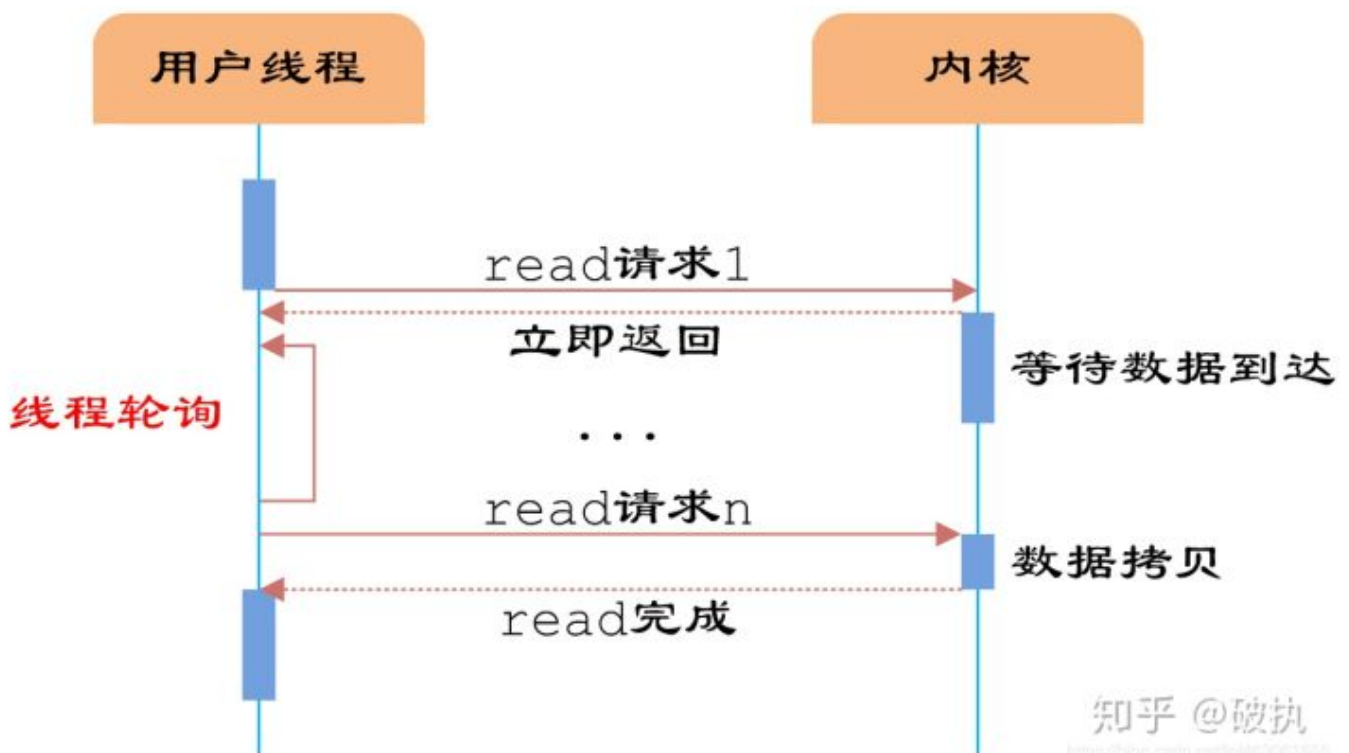 用户线程
内核
read请求1
立即返回
等待数据到达
线程轮询
...
read请求n
数据拷贝
read完成
知乎 @破执